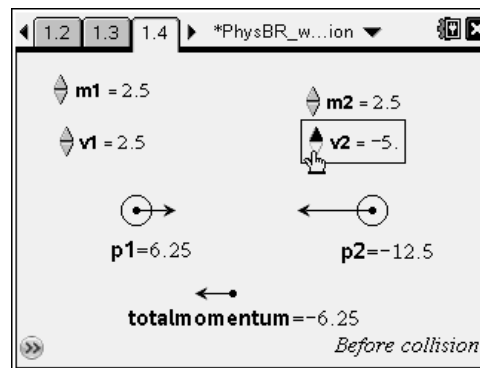 1.2 1.3 1.4 *PhysBR_w...ion
m1 = 2.5
m2 = 2.5
v1 = 2.5
v2 = -5.
p1=6.25
p2=-12.5
totalmomentum=-6.25
Before collision